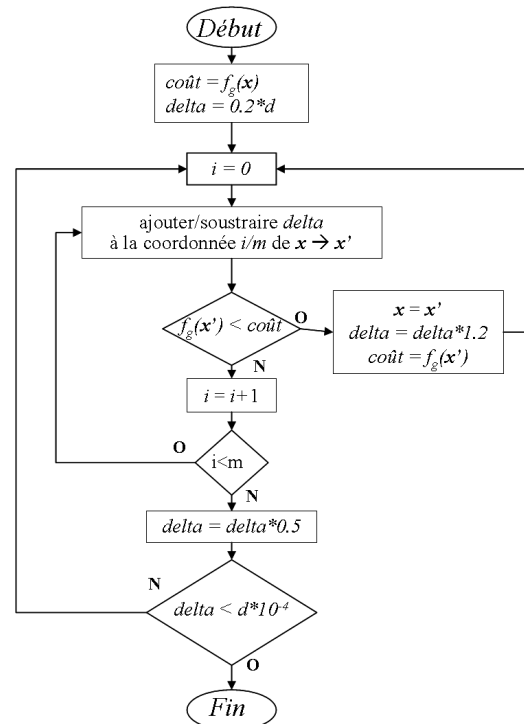 Début
coût = f_g(x)
delta = 0.2*d
i = 0
ajouter/soustraire delta
à la coordonnée i/m de x → x'
f_g(x') < coût
O
x = x'
delta = delta*1.2
coût = f_g(x')
N
i = i+1
O
i<m
N
delta = delta*0.5
N
delta < d*10⁻⁴
O
Fin